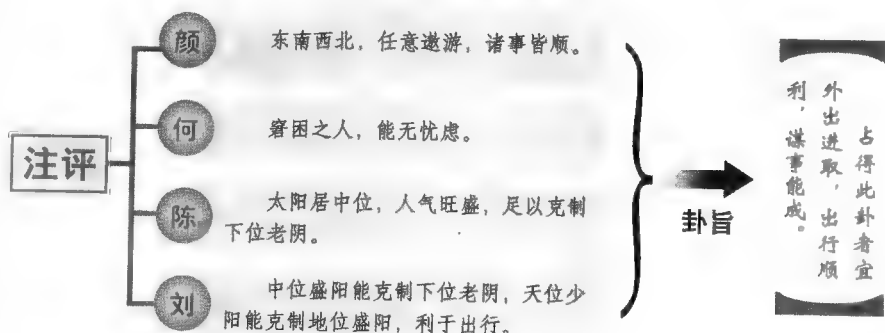 注评
颜
东南西北，任意遨游，诸事皆顺。
何
窘困之人，能无忧虑。
陈
太阳居中位，人气旺盛，足以克制
下位老阴。
刘
中位盛阳能克制下位老阴，天位少
阳能克制地位盛阳，利于出行。
卦旨
占得此卦者宜
外出进取，出行顺
利，谋事能成。